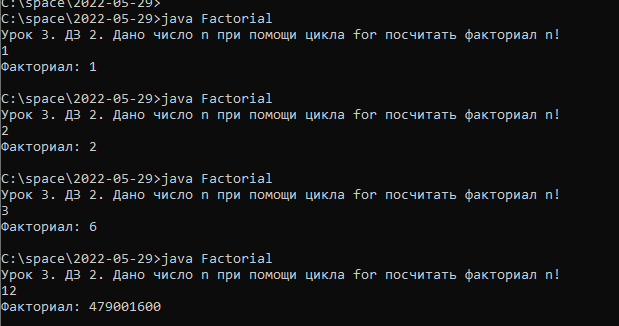 C:\space\2022-05-29>
C:\space\2022-05-29>java Factorial
Урок 3. ДЗ 2. Дано число n при помощи цикла for посчитать факториал n!
1
Факториал: 1
C:\space\2022-05-29>java Factorial
Урок 3. ДЗ 2. Дано число n при помощи цикла for посчитать факториал n!
2
Факториал: 2
C:\space\2022-05-29>java Factorial
Урок 3. ДЗ 2. Дано число n при помощи цикла for посчитать факториал n!
3
Факториал: 6
C:\space\2022-05-29>java Factorial
Урок 3. ДЗ 2. Дано число n при помощи цикла for посчитать факториал n!
12
Факториал: 479001600